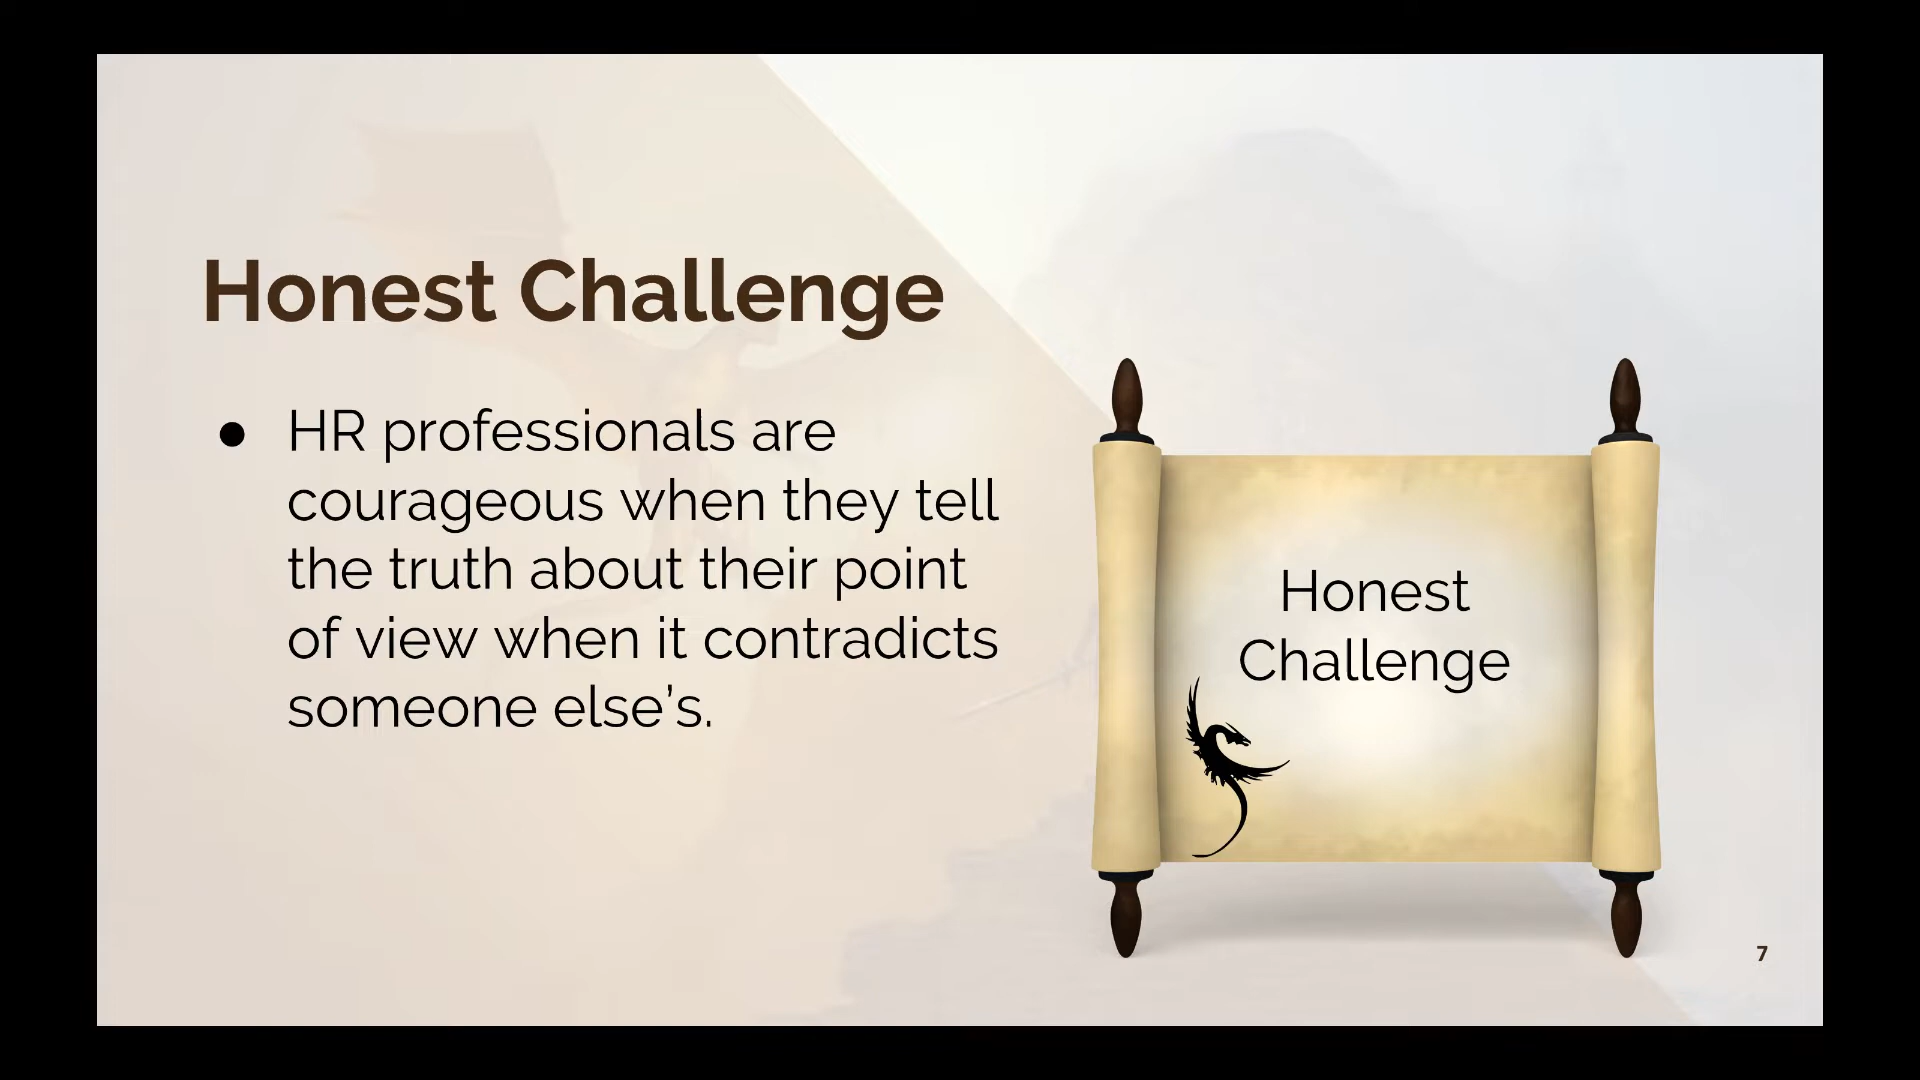 Honest Challenge
● HR professionals are
courageous when they tell
the truth about their point
of view when it contradicts
someone else’s.
Honest
Challenge
7